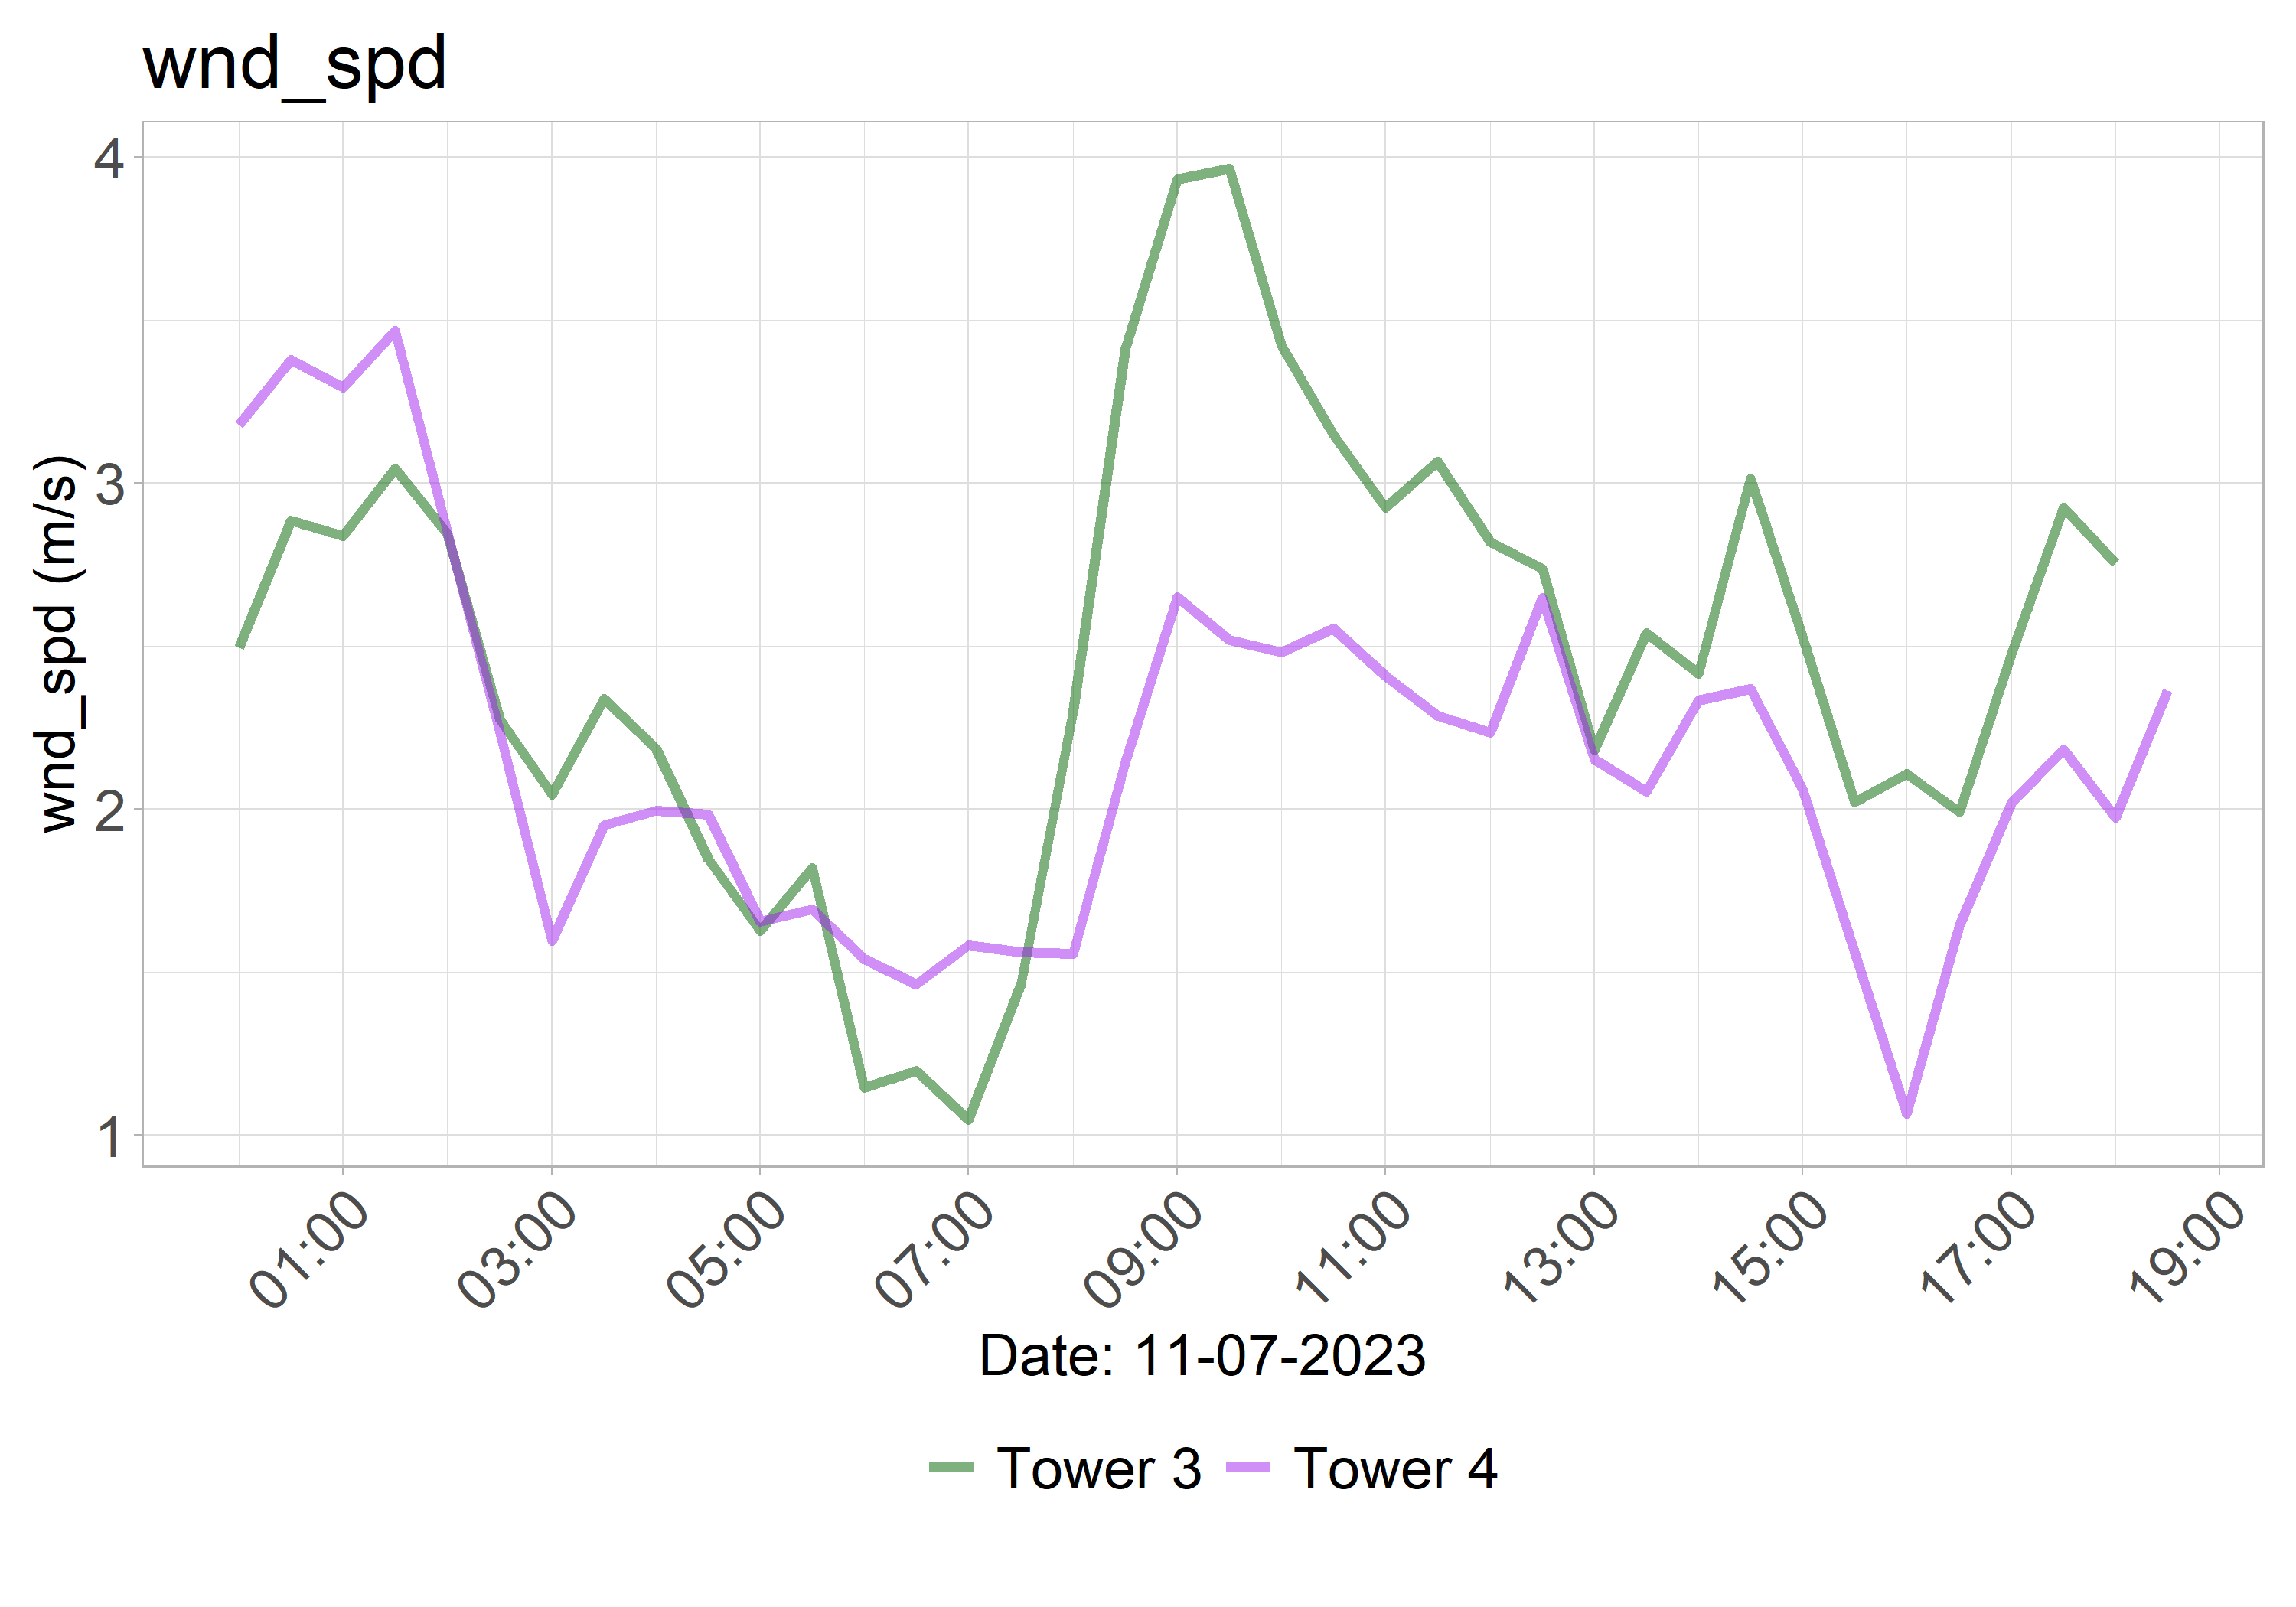 wnd_spd
wnd_spd (m/s)
4
3
2
1
01:00 03:00 05:00 07:00 09:00 11:00 13:00 15:00 17:00 19:00
Date: 11-07-2023
Tower 3 Tower 4